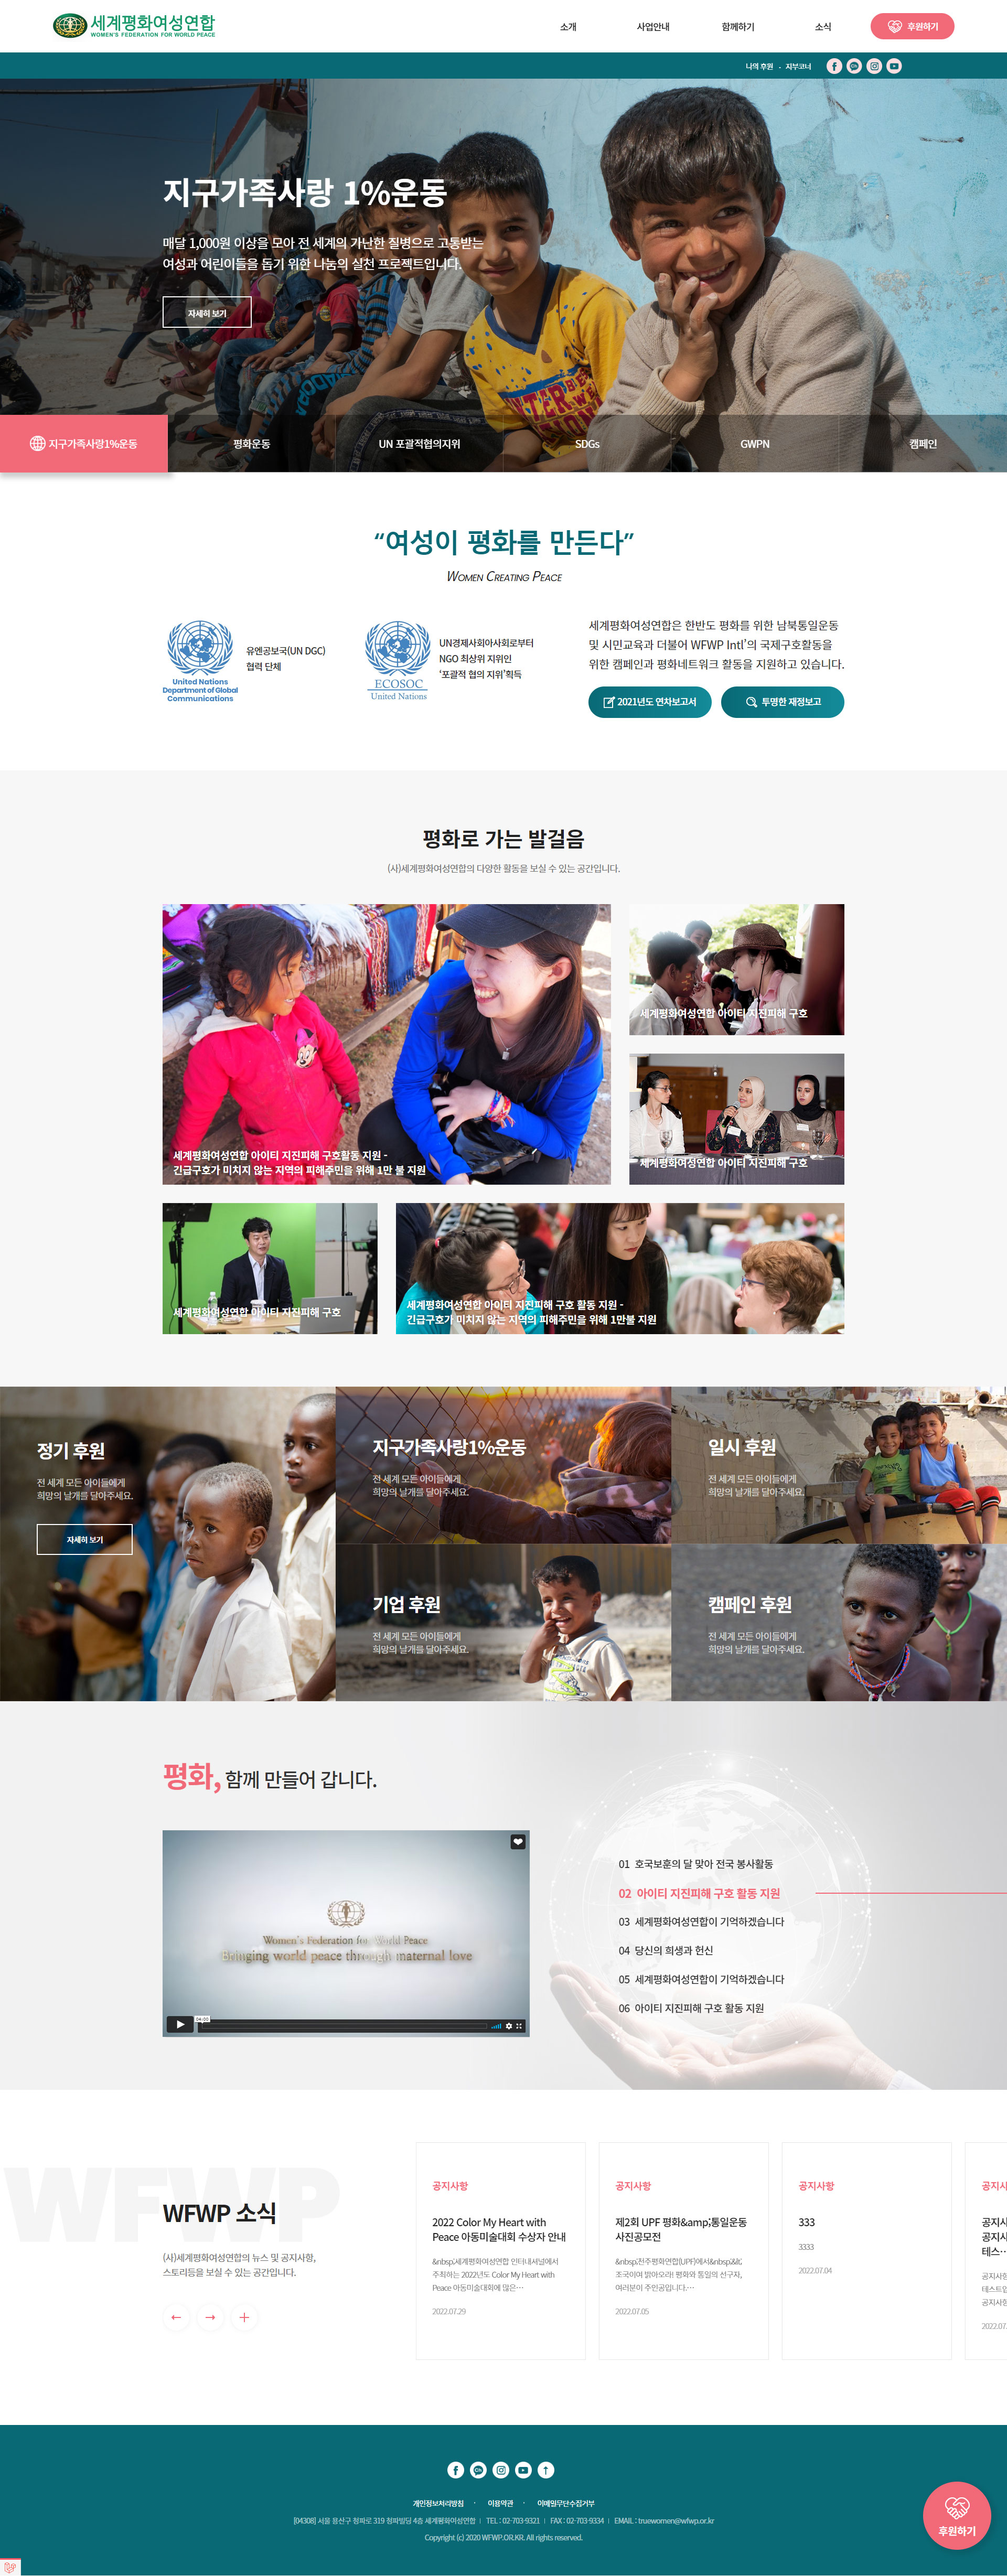 세계평화여성연합
WOMEN'S FEDERATION FOR WORLD PEACE
소개
사업안내
함께하기
소식
후원하기
나의 후원 · 지부코너
지구가족사랑 1%운동
매달 1,000원 이상을 모아 전 세계의 가난한 질병으로 고통받는
여성과 어린이들을 돕기 위한 나눔의 실천 프로젝트입니다.
자세히 보기
지구가족사랑1%운동
평화운동
UN 포괄적협의지위
SDGs
GWPN
캠페인
“여성이 평화를 만든다”
Women Creating Peace
United Nations
Department of Global
Communications
유엔공보국(UN DGC)
협력 단체
ECOSOC
United Nations
UN경제사회이사회로부터
NGO 최상위 지위인
'포괄적 협의 지위'획득
세계평화여성연합은 한반도 평화를 위한 남북통일운동
및 시민교육과 더불어 WFWP Intl’의 국제구호활동을
위한 캠페인과 평화네트워크 활동을 지원하고 있습니다.
2021년도 연차보고서
투명한 재정보고
평화로 가는 발걸음
(사)세계평화여성연합의 다양한 활동을 보실 수 있는 공간입니다.
세계평화여성연합 아이티 지진피해 구호활동 지원 -
긴급구호가 미치지 않는 지역의 피해주민을 위해 1만 불 지원
세계평화여성연합 아이티 지진피해 구호
세계평화여성연합 아이티 지진피해 구호
세계평화여성연합 아이티 지진피해 구호
세계평화여성연합 아이티 지진피해 구호 활동 지원 -
긴급구호가 미치지 않는 지역의 피해주민을 위해 1만불 지원
정기 후원
전 세계 모든 아이들에게
희망의 날개를 달아주세요.
자세히 보기
지구가족사랑1%운동
전 세계 모든 아이들에게
희망의 날개를 달아주세요.
일시 후원
전 세계 모든 아이들에게
희망의 날개를 달아주세요.
기업 후원
전 세계 모든 아이들에게
희망의 날개를 달아주세요.
캠페인 후원
전 세계 모든 아이들에게
희망의 날개를 달아주세요.
평화, 함께 만들어 갑니다.
Women's Federation for World Peace
Bringing world peace through maternal love
04:00
01 호국보훈의 달 맞아 전국 봉사활동
02 아이티 지진피해 구호 활동 지원
03 세계평화여성연합이 기억하겠습니다
04 당신의 희생과 헌신
05 세계평화여성연합이 기억하겠습니다
06 아이티 지진피해 구호 활동 지원
WFWP
WFWP 소식
(사)세계평화여성연합의 뉴스 및 공지사항,
스토리등을 보실 수 있는 공간입니다.
공지사항
2022 Color My Heart with
Peace 아동미술대회 수상자 안내
&nbsp;세계평화여성연합 인터내셔널에서
주최하는 2022년도 Color My Heart with
Peace 아동미술대회에 많은…
2022.07.29
공지사항
제2회 UPF 평화&amp;통일운동
사진공모전
&nbsp;천주평화연합(UPF)에서&nbsp;&lt;
조국이여 밝아오라! 평화와 통일의 선구자,
여러분이 주인공입니다.…
2022.07.05
공지사항
333
3333
2022.07.04
공지사
공지사
공지사
테스…
공지사항
테스트입
공지사항
2022.07.
개인정보처리방침 · 이용약관 · 이메일무단수집거부
[04308] 서울 용산구 청파로 319 청파빌딩 4층 세계평화여성연합 | TEL : 02-703-9321 | FAX : 02-703-9334 | EMAIL : truewomen@wfwp.or.kr
Copyright (c) 2020 WFWP.OR.KR. All rights reserved.
후원하기